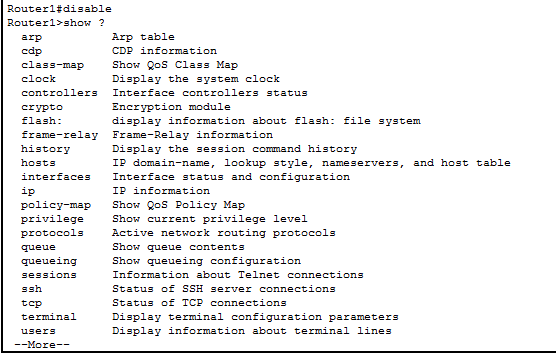 Router1#disable
Router1>show ?
arp Arp table
cdp CDP information
class-map Show QoS Class Map
clock Display the system clock
controllers Interface controllers status
crypto Encryption module
flash: display information about flash: file system
frame-relay Frame-Relay information
history Display the session command history
hosts IP domain-name, lookup style, nameservers, and host table
interfaces Interface status and configuration
ip IP information
policy-map Show QoS Policy Map
privilege Show current privilege level
protocols Active network routing protocols
queue Show queue contents
queueing Show queueing configuration
sessions Information about Telnet connections
ssh Status of SSH server connections
tcp Status of TCP connections
terminal Display terminal configuration parameters
users Display information about terminal lines
--More--